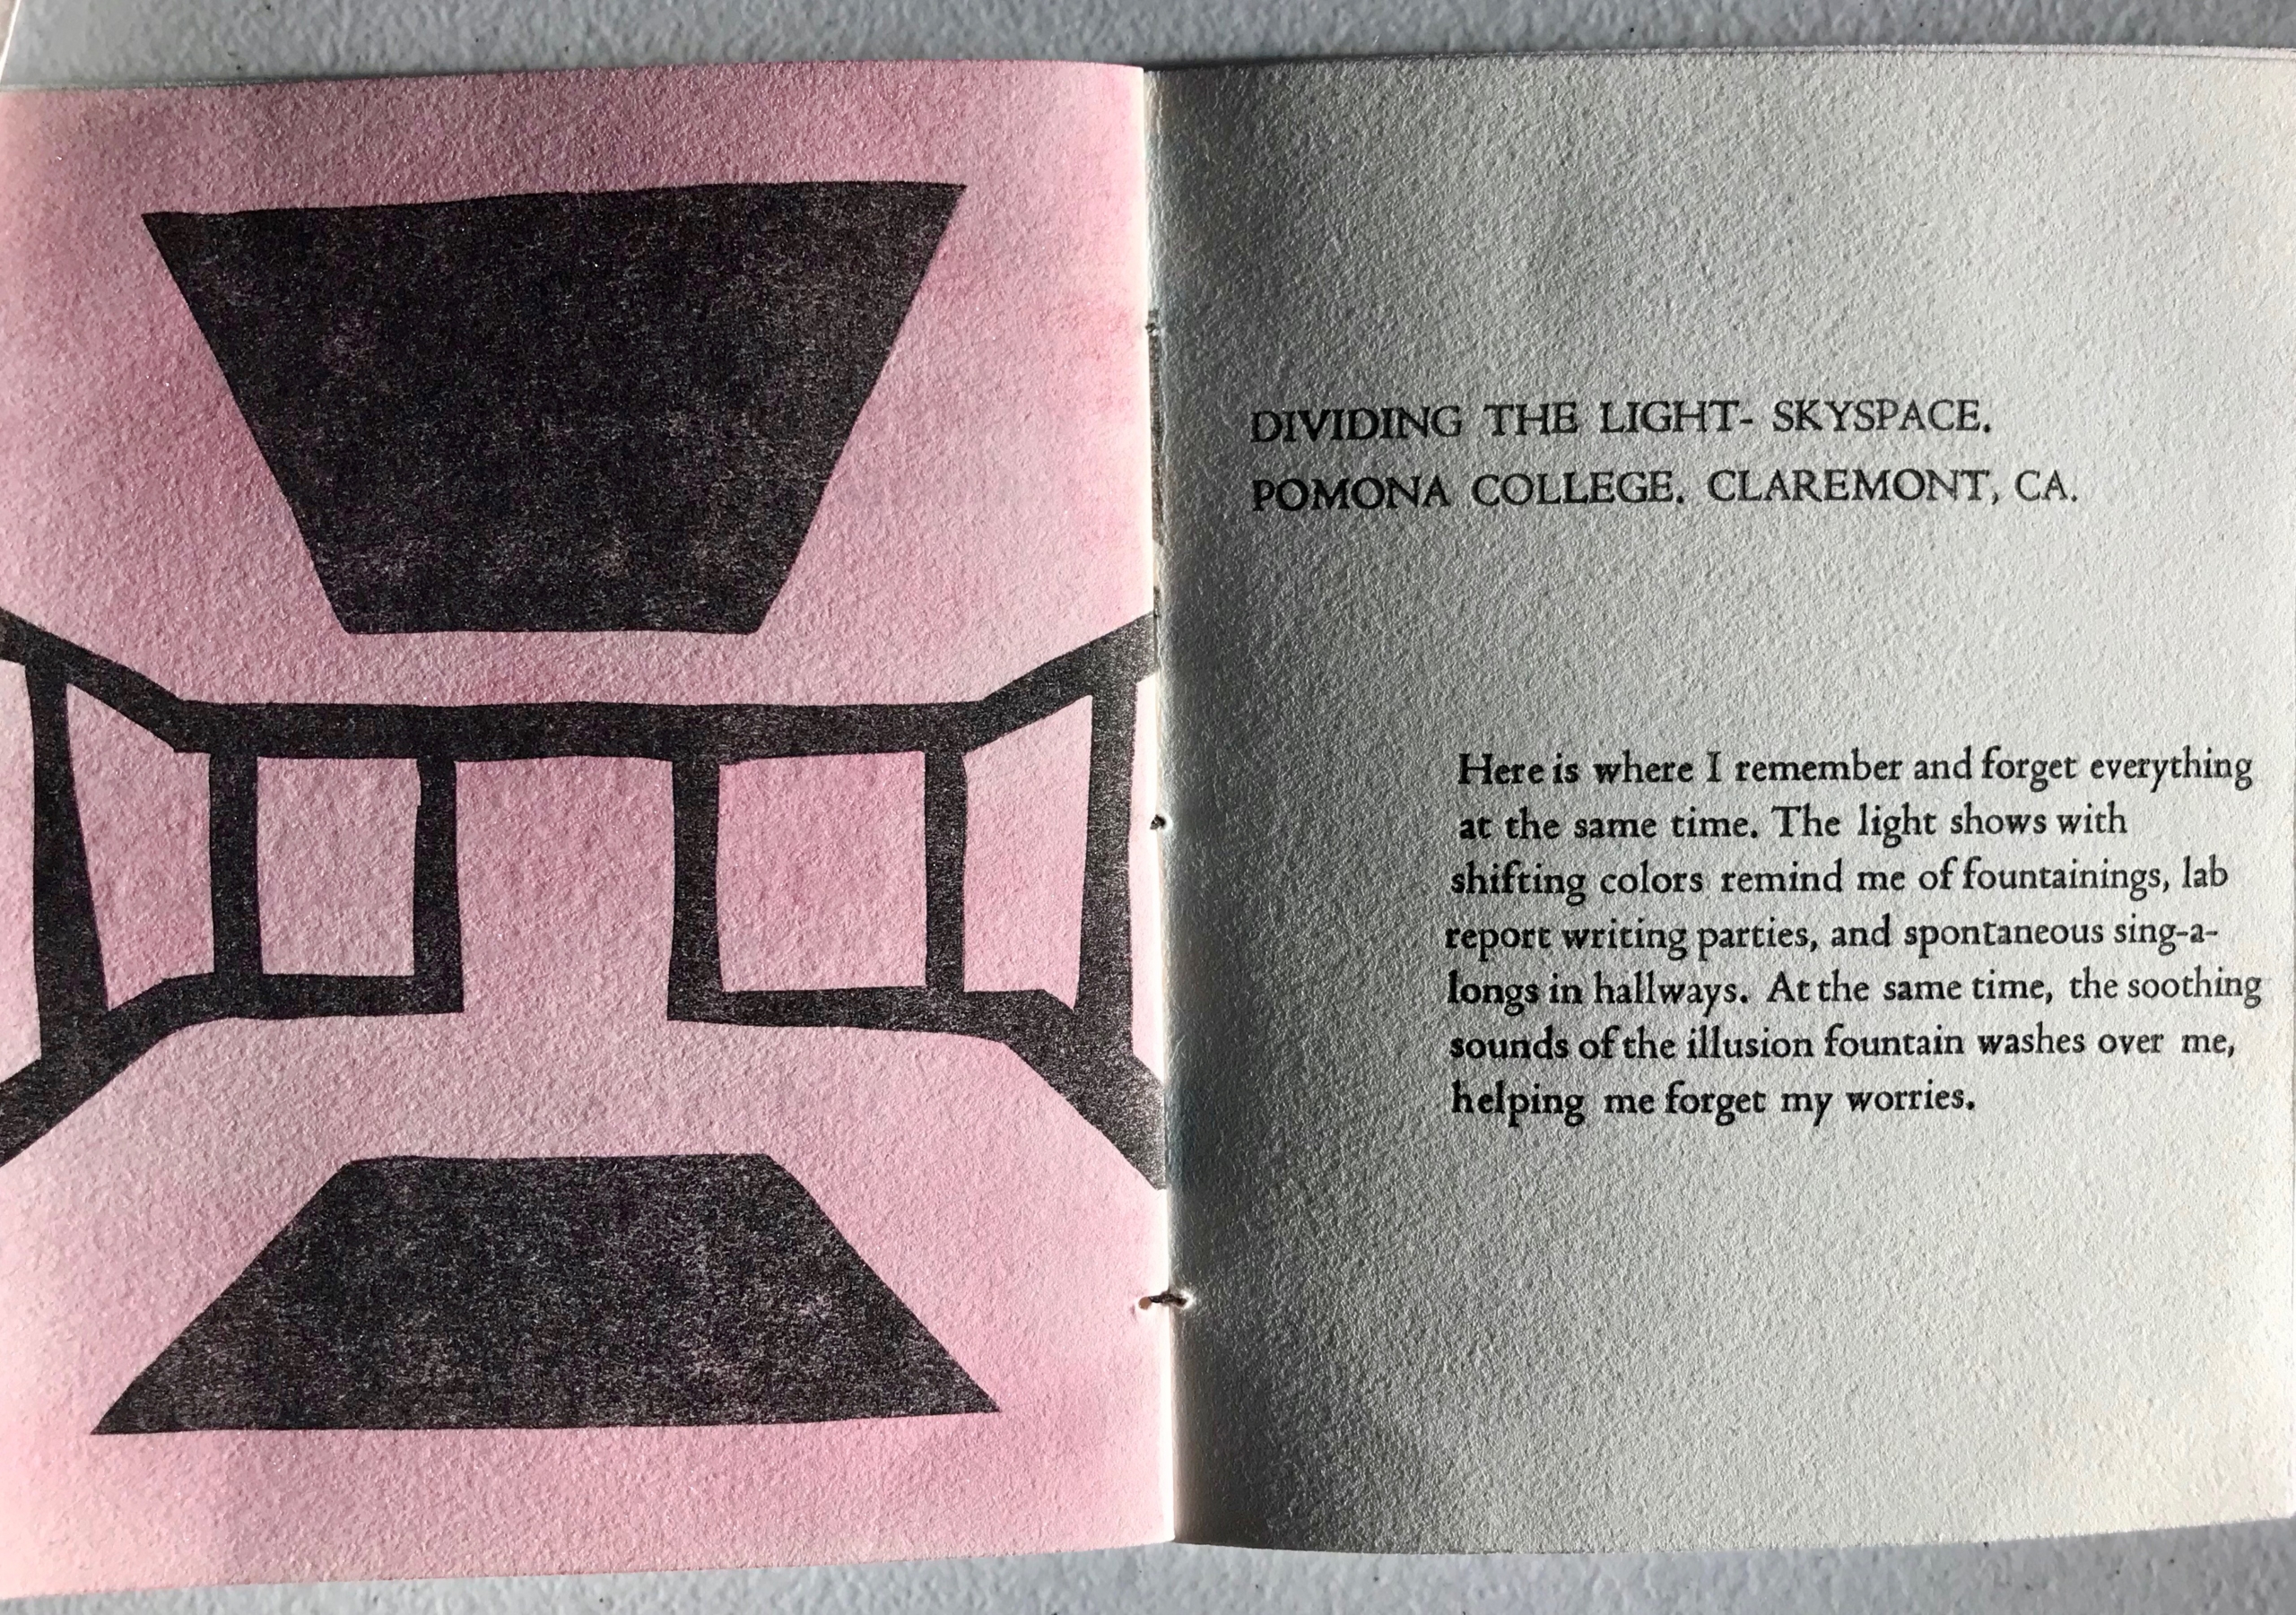 DIVIDING THE LIGHT- SKYSPACE.
POMONA COLLEGE. CLAREMONT, CA.
Here is where I remember and forget everything
at the same time. The light shows with
shifting colors remind me of fountainings, lab
report writing parties, and spontaneous sing-a-
longs in hallways. At the same time, the soothing
sounds of the illusion fountain washes over me,
helping me forget my worries.